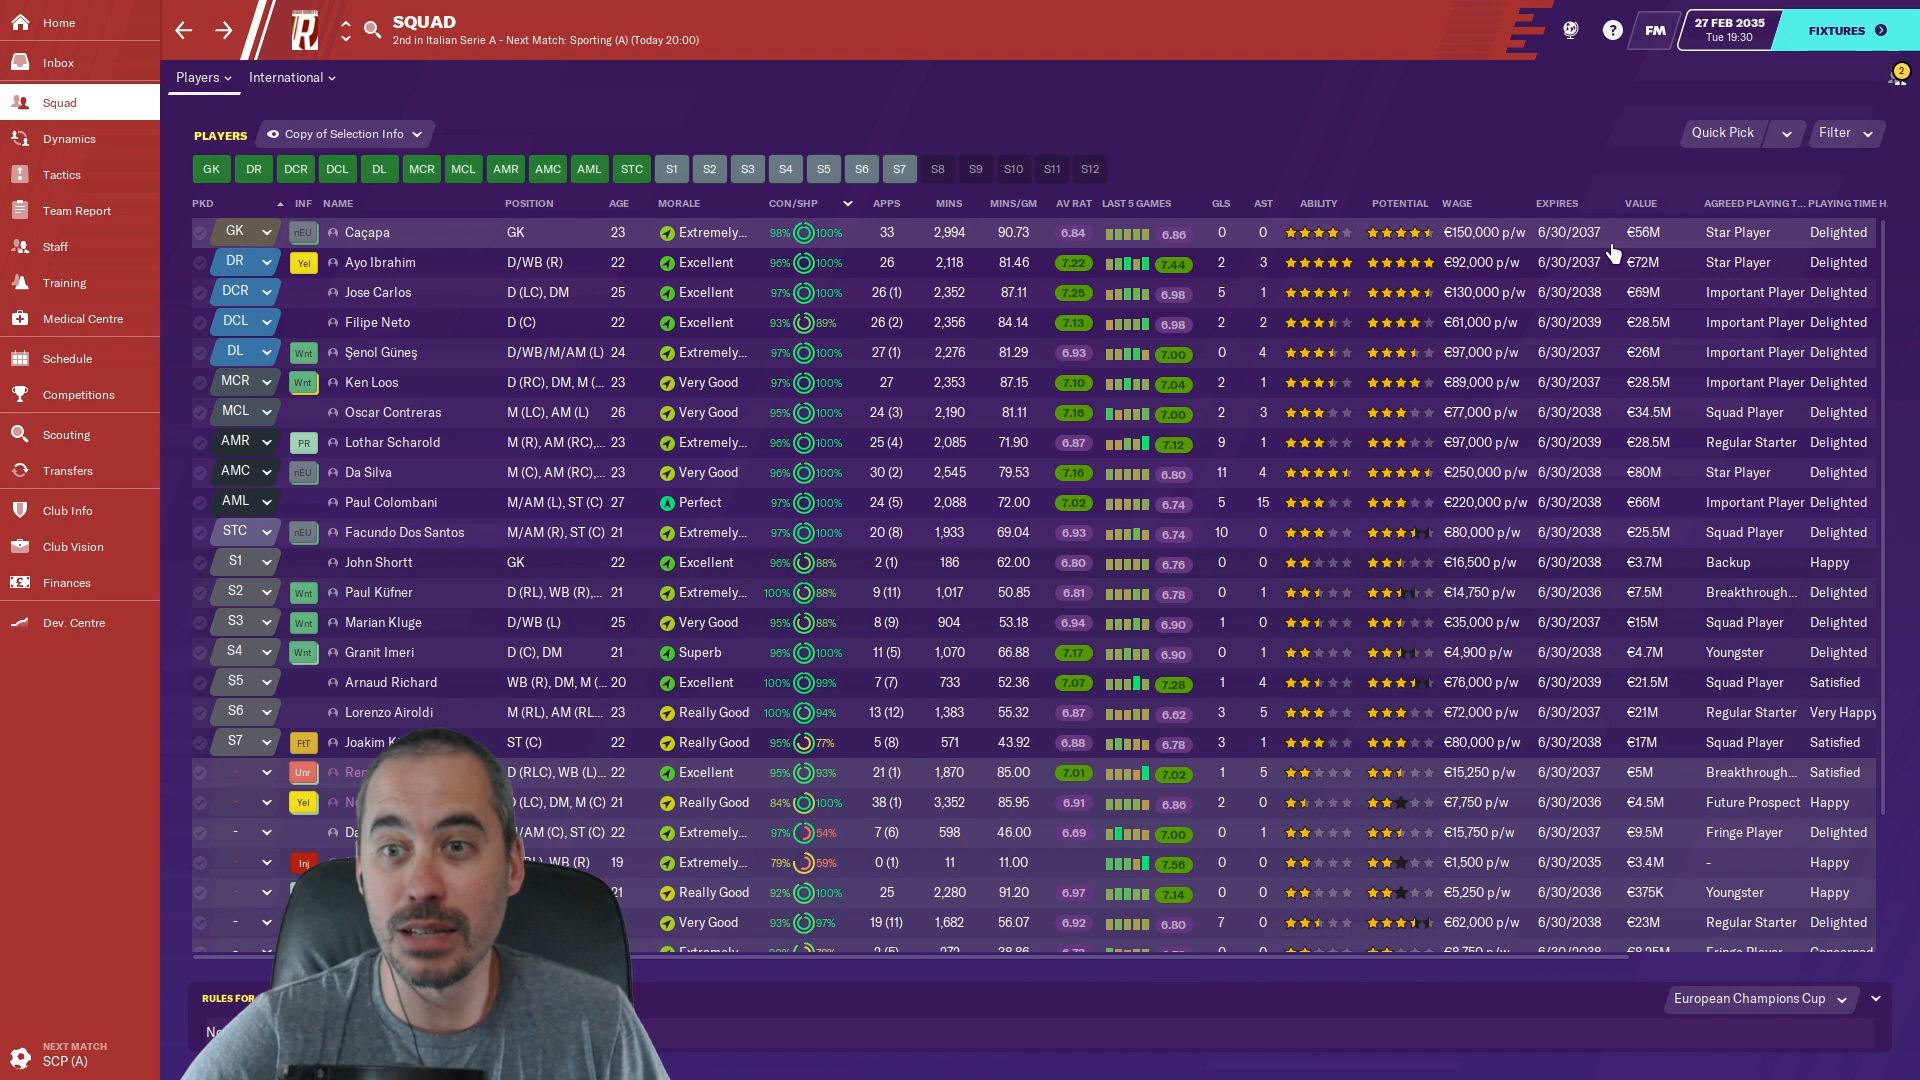 Home
Inbox
Squad
Dynamics
Tactics
Team Report
Staff
Training
Medical Centre
Schedule
Competitions
Scouting
Transfers
Club Info
Club Vision
Finances
Dev. Centre
NEXT MATCH
SCP (A)
R
SQUAD
2nd in Italian Serie A - Next Match: Sporting (A) (Today 20:00)
FM
27 FEB 2035
Tue 19:30
FIXTURES
2
Players International
PLAYERS Copy of Selection Info Quick Pick Filter
GK DR DCR DCL DL MCR MCL AMR AMC AML STC S1 S2 S3 S4 S5 S6 S7 S8 S9 S10 S11 S12
PKD INF NAME POSITION AGE MORALE CON/SHP APPS MINS MINS/GM AV RAT LAST 5 GAMES GLS AST ABILITY POTENTIAL WAGE EXPIRES VALUE AGREED PLAYING T... PLAYING TIME H
GK nEU Caçapa GK 23 Extremely... 98% 100% 33 2,994 90.73 6.84 6.86 0 0 €150,000 p/w 6/30/2037 €56M Star Player Delighted
DR Yel Ayo Ibrahim D/WB (R) 22 Excellent 96% 100% 26 2,118 81.46 7.22 7.44 2 3 €92,000 p/w 6/30/2037 €72M Star Player Delighted
DCR Jose Carlos D (LC), DM 25 Excellent 97% 100% 26 (1) 2,352 87.11 7.25 6.98 5 1 €130,000 p/w 6/30/2038 €69M Important Player Delighted
DCL Filipe Neto D (C) 22 Excellent 93% 89% 26 (2) 2,356 84.14 7.13 6.98 2 2 €61,000 p/w 6/30/2039 €28.5M Important Player Delighted
DL Wnt Şenol Güneş D/WB/M/AM (L) 24 Extremely... 97% 100% 27 (1) 2,276 81.29 6.93 7.00 0 4 €97,000 p/w 6/30/2037 €26M Important Player Delighted
MCR Wnt Ken Loos D (RC), DM, M (... 23 Very Good 97% 100% 27 2,353 87.15 7.10 7.04 2 1 €89,000 p/w 6/30/2037 €28.5M Important Player Delighted
MCL Oscar Contreras M (LC), AM (L) 26 Very Good 95% 100% 24 (3) 2,190 81.11 7.16 7.00 2 3 €77,000 p/w 6/30/2038 €34.5M Squad Player Delighted
AMR PR Lothar Scharold M (R), AM (RC),... 23 Extremely... 96% 100% 25 (4) 2,085 71.90 6.87 7.12 9 1 €97,000 p/w 6/30/2039 €28.5M Regular Starter Delighted
AMC nEU Da Silva M (C), AM (RC),... 23 Very Good 96% 100% 30 (2) 2,545 79.53 7.16 6.80 11 4 €250,000 p/w 6/30/2038 €80M Star Player Delighted
AML Paul Colombani M/AM (L), ST (C) 27 Perfect 97% 100% 24 (5) 2,088 72.00 7.02 6.74 5 15 €220,000 p/w 6/30/2038 €66M Important Player Delighted
STC nEU Facundo Dos Santos M/AM (R), ST (C) 21 Extremely... 97% 100% 20 (8) 1,933 69.04 6.93 6.74 10 0 €80,000 p/w 6/30/2038 €25.5M Squad Player Delighted
S1 John Shortt GK 22 Excellent 96% 88% 2 (1) 186 62.00 6.80 6.76 0 0 €16,500 p/w 6/30/2038 €3.7M Backup Happy
S2 Wnt Paul Küfner D (RL), WB (R),... 21 Extremely... 100% 88% 9 (11) 1,017 50.85 6.81 6.78 0 1 €14,750 p/w 6/30/2036 €7.5M Breakthrough... Delighted
S3 Wnt Marian Kluge D/WB (L) 25 Very Good 95% 88% 8 (9) 904 53.18 6.94 6.90 1 0 €35,000 p/w 6/30/2037 €15M Squad Player Delighted
S4 Wnt Granit Imeri D (C), DM 21 Superb 96% 100% 11 (5) 1,070 66.88 7.17 6.90 0 1 €4,900 p/w 6/30/2038 €4.7M Youngster Delighted
S5 Arnaud Richard WB (R), DM, M (... 20 Excellent 100% 99% 7 (7) 733 52.36 7.07 7.28 1 4 €76,000 p/w 6/30/2039 €21.5M Squad Player Satisfied
S6 Lorenzo Airoldi M (RL), AM (RL... 23 Really Good 100% 94% 13 (12) 1,383 55.32 6.87 6.62 3 5 €72,000 p/w 6/30/2037 €21M Regular Starter Very Happy
S7 FtT Joakim ST (C) 22 Really Good 95% 77% 5 (8) 571 43.92 6.88 6.78 3 1 €80,000 p/w 6/30/2038 €17M Squad Player Satisfied
- Unr D (RLC), WB (L)... 22 Excellent 95% 93% 21 (1) 1,870 85.00 7.01 7.02 1 5 €15,250 p/w 6/30/2037 €5M Breakthrough... Satisfied
- Yel (LC), DM, M (C) 21 Really Good 84% 100% 38 (1) 3,352 85.95 6.91 6.86 2 0 €7,750 p/w 6/30/2036 €4.5M Future Prospect Happy
- /AM (C), ST (C) 22 Extremely... 97% 54% 7 (6) 598 46.00 6.69 7.00 0 1 €15,750 p/w 6/30/2037 €9.5M Fringe Player Delighted
- Inj WB (R) 19 Extremely... 79% 59% 0 (1) 11 11.00 7.56 0 0 €1,500 p/w 6/30/2035 €3.4M - Happy
- 21 Really Good 92% 100% 25 2,280 91.20 6.97 7.14 0 0 €5,250 p/w 6/30/2036 €375K Youngster Happy
- Very Good 93% 97% 19 (11) 1,682 56.07 6.92 6.80 7 0 €62,000 p/w 6/30/2038 €23M Regular Starter Delighted
RULES FOR European Champions Cup